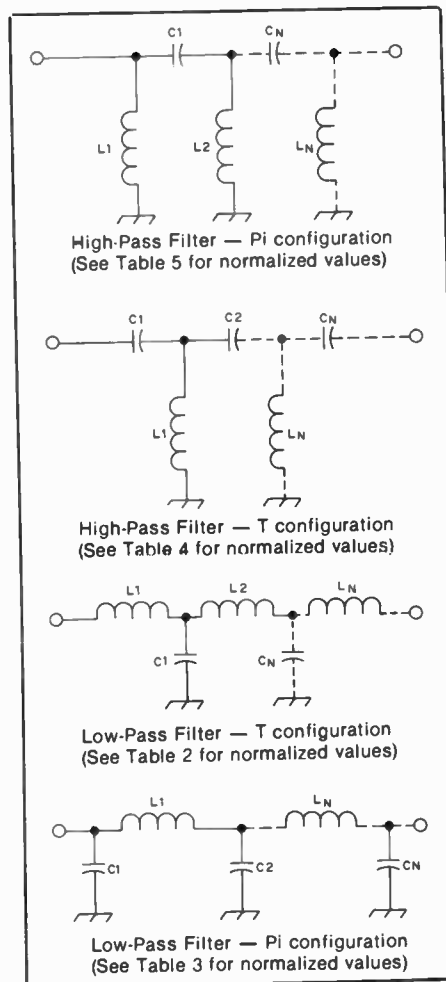 C1 CN
L1 L2 LN
High-Pass Filter — Pi configuration
(See Table 5 for normalized values)
C1 C2 CN
L1 LN
High-Pass Filter — T configuration
(See Table 4 for normalized values)
L1 L2 LN
C1 CN
Low-Pass Filter — T configuration
(See Table 2 for normalized values)
L1 LN
C1 C2 CN
Low-Pass Filter — Pi configuration
(See Table 3 for normalized values)